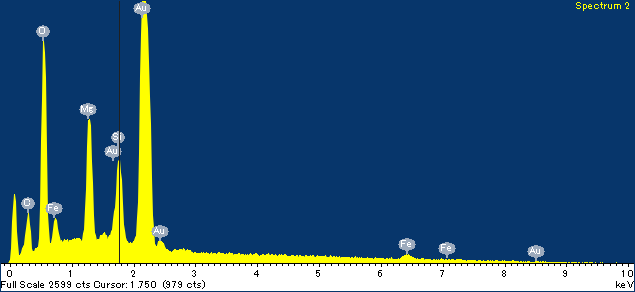 Spectrum 2
Au
O
Mg
Si
Au
O
Fe
Au
Fe
Fe
Au
0 1 2 3 4 5 6 7 8 9 10
Full Scale 2599 cts Cursor: 1.750 (979 cts) keV